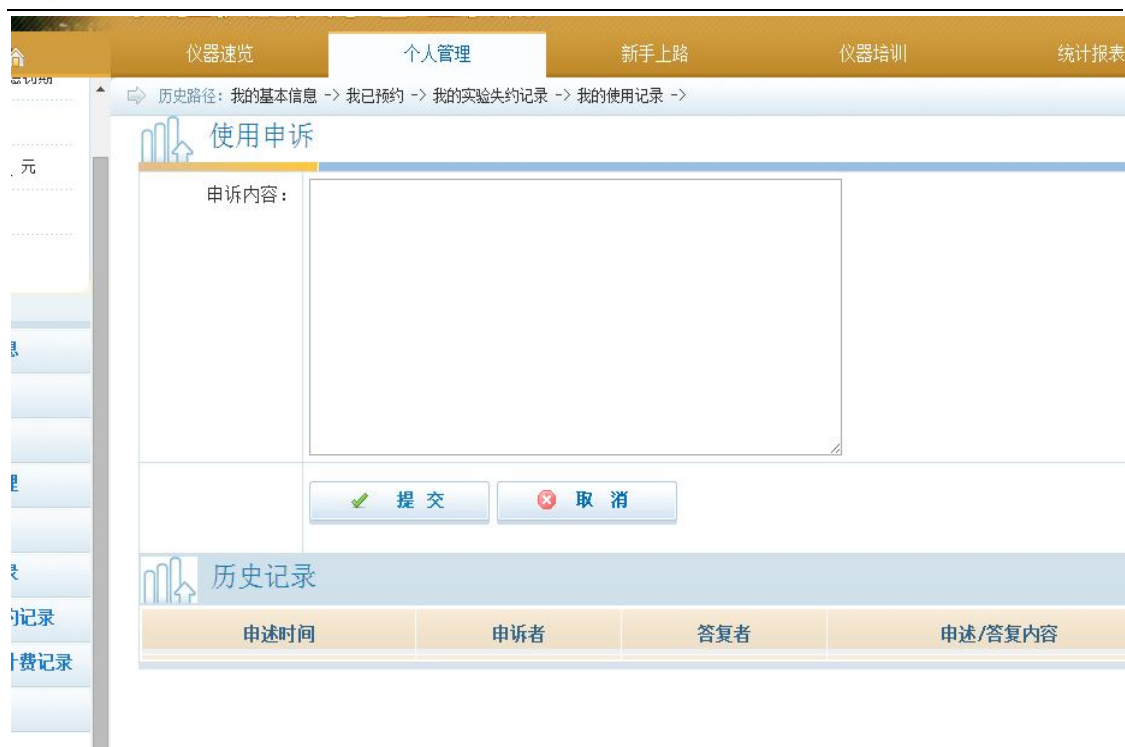 仪器速览 个人管理 新手上路 仪器培训 统计报表
历史路径：我的基本信息 -> 我已预约 -> 我的实验失约记录 -> 我的使用记录 ->
使用申诉
元
申诉内容：
提 交 取 消
历史记录
约记录
申述时间 申诉者 答复者 申述/答复内容
计费记录